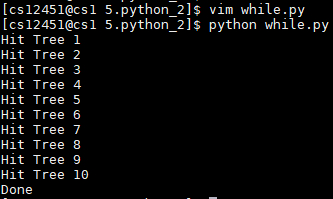 [cs12451@cs1 5.python_2]$ vim while.py
[cs12451@cs1 5.python_2]$ python while.py
Hit Tree 1
Hit Tree 2
Hit Tree 3
Hit Tree 4
Hit Tree 5
Hit Tree 6
Hit Tree 7
Hit Tree 8
Hit Tree 9
Hit Tree 10
Done